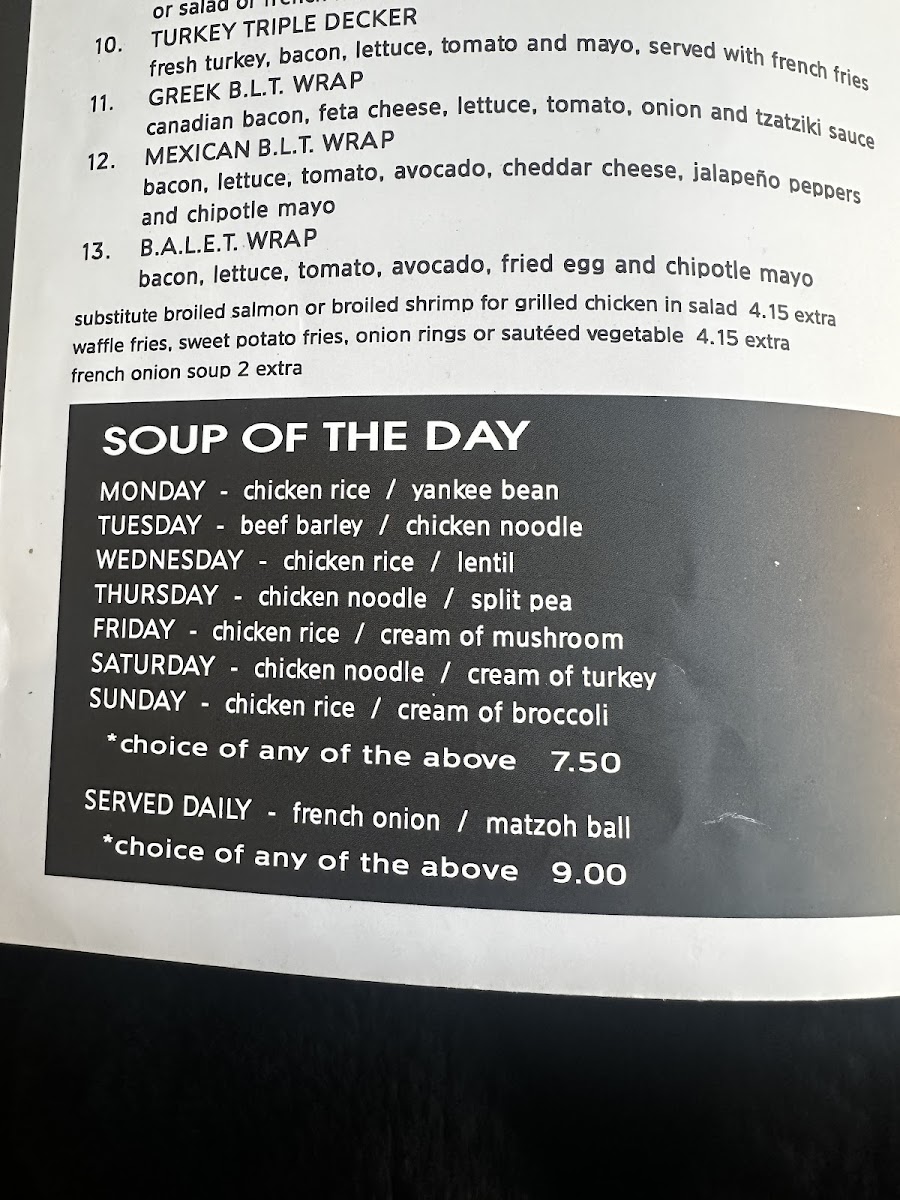 or salad or french
10. TURKEY TRIPLE DECKER
fresh turkey, bacon, lettuce, tomato and mayo, served with french fries
11. GREEK B.L.T. WRAP
canadian bacon, feta cheese, lettuce, tomato, onion and tzatziki sauce
12. MEXICAN B.L.T. WRAP
bacon, lettuce, tomato, avocado, cheddar cheese, jalapeño peppers
and chipotle mayo
13. B.A.L.E.T. WRAP
bacon, lettuce, tomato, avocado, fried egg and chipotle mayo
substitute broiled salmon or broiled shrimp for grilled chicken in salad 4.15 extra
waffle fries, sweet potato fries, onion rings or sautéed vegetable 4.15 extra
french onion soup 2 extra
SOUP OF THE DAY
MONDAY - chicken rice / yankee bean
TUESDAY - beef barley / chicken noodle
WEDNESDAY - chicken rice / lentil
THURSDAY - chicken noodle / split pea
FRIDAY - chicken rice / cream of mushroom
SATURDAY - chicken noodle / cream of turkey
SUNDAY - chicken rice / cream of broccoli
*choice of any of the above 7.50
SERVED DAILY - french onion / matzoh ball
*choice of any of the above 9.00